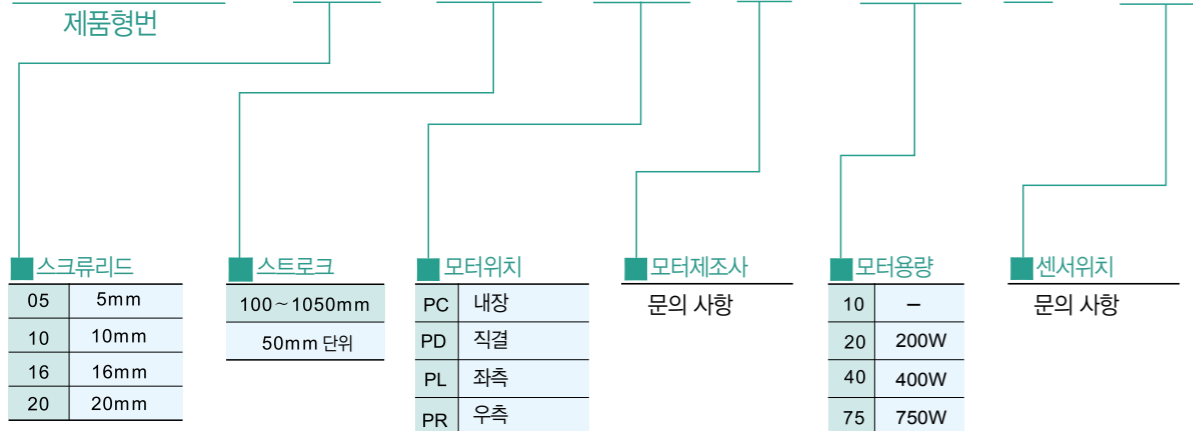 제품형번
스크류리드
05 5mm
10 10mm
16 16mm
20 20mm
스트로크
100~1050mm
50mm 단위
모터위치
PC 내장
PD 직결
PL 좌측
PR 우측
모터제조사
문의 사항
모터용량
10 –
20 200W
40 400W
75 750W
센서위치
문의 사항